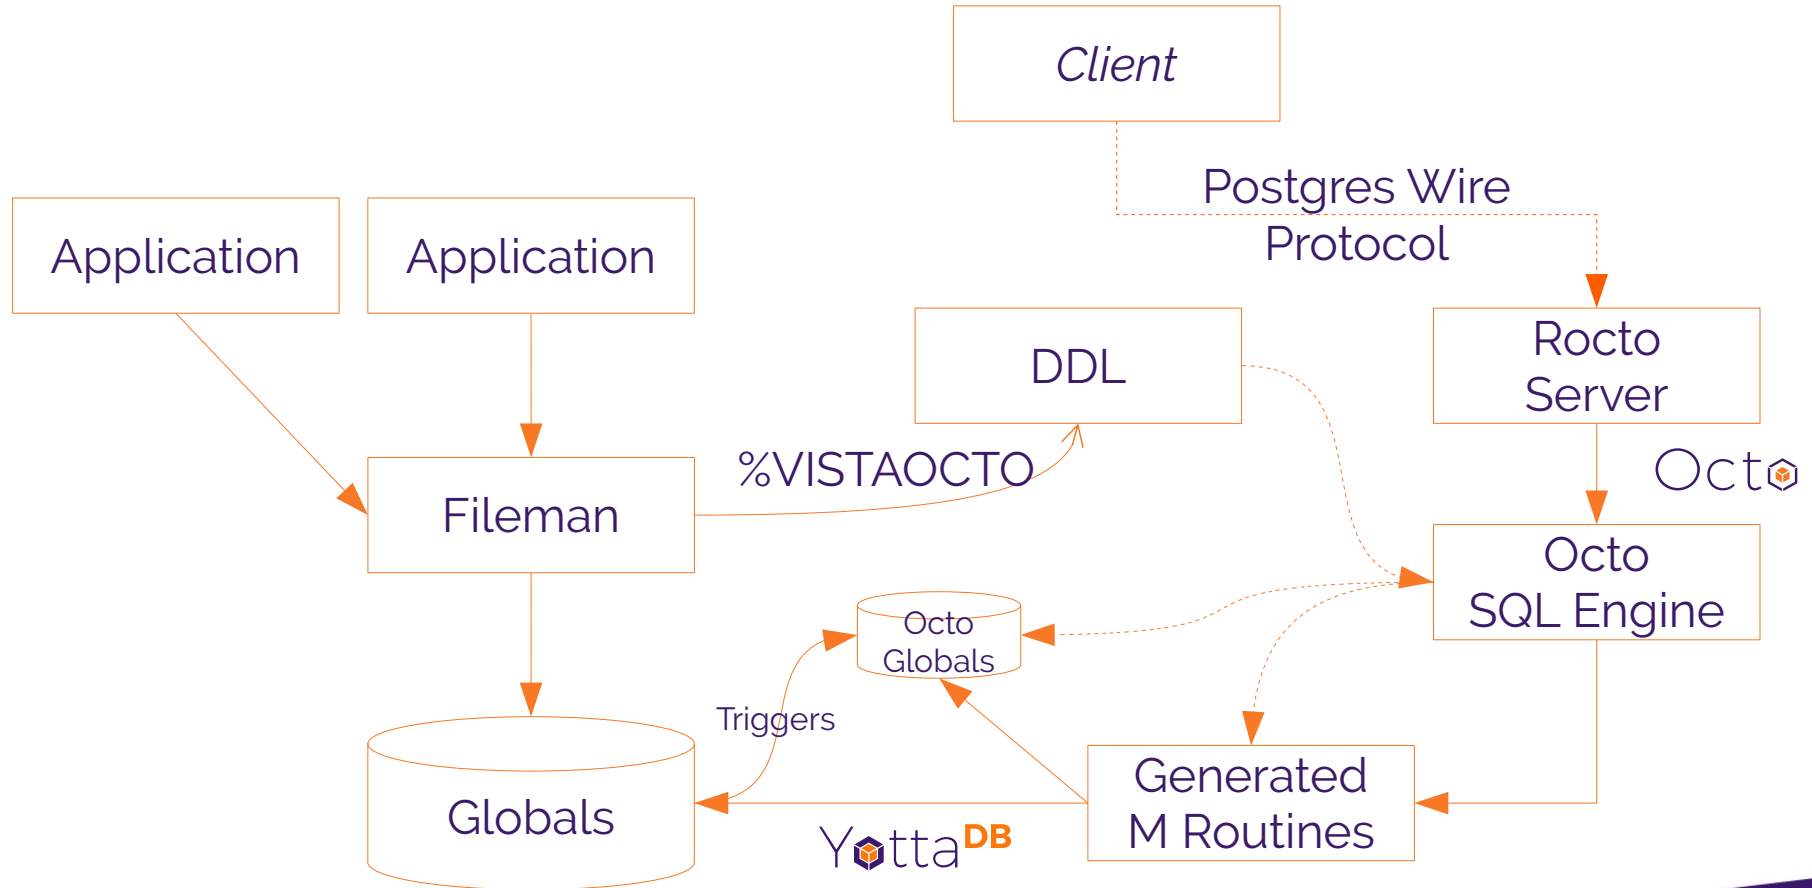 Client
Postgres Wire
Protocol
Application
Application
DDL
Rocto
Server
%VISTAOCTO
Octo
Fileman
Octo
SQL Engine
Octo
Globals
Triggers
Generated
M Routines
Globals
YottaDB